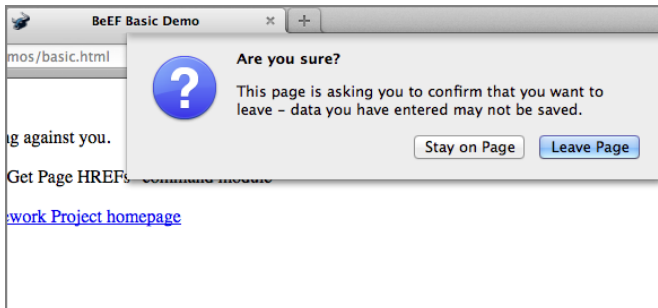 BeEF Basic Demo
mos/basic.html
Are you sure?
This page is asking you to confirm that you want to
leave – data you have entered may not be saved.
Stay on Page
Leave Page
ng against you.
Get Page HREFs" command module
ework Project homepage